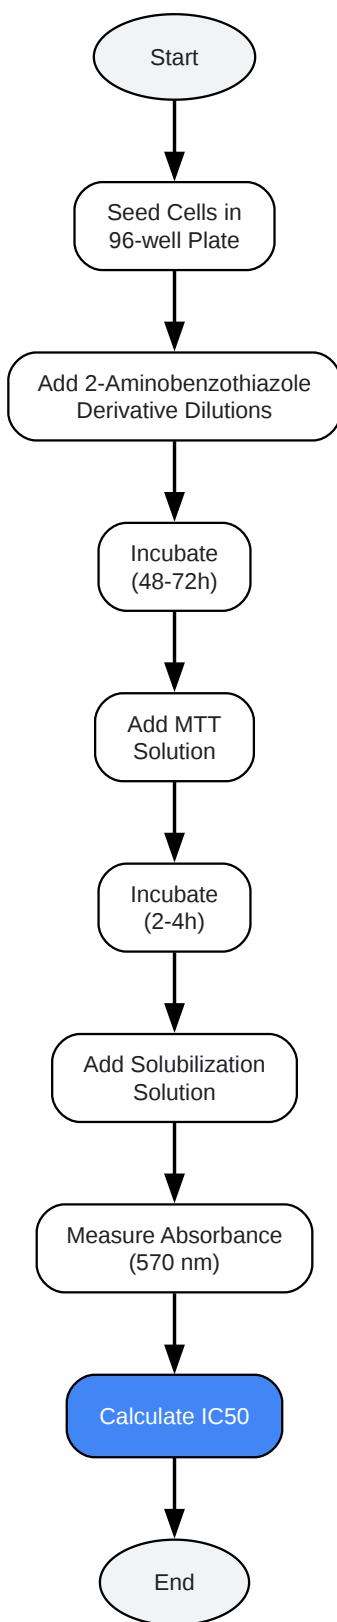 Start
Seed Cells in
96-well Plate
Add 2-Aminobenzothiazole
Derivative Dilutions
Incubate
(48-72h)
Add MTT
Solution
Incubate
(2-4h)
Add Solubilization
Solution
Measure Absorbance
(570 nm)
Calculate IC50
End